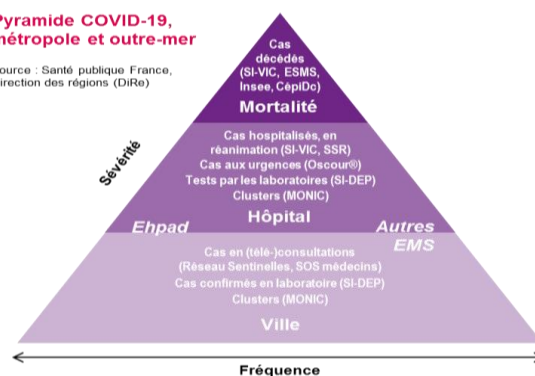 Pyramide COVID-19,
métropole et outre-mer
Source : Santé publique France,
direction des régions (DiRe)
Cas
décédés
(SI-VIC, ESMS,
Insee, CépiDc)
Mortalité
Sévérité
Cas hospitalisés, en
réanimation (SI-VIC, SSR)
Cas aux urgences (Oscour®)
Tests par les laboratoires (SI-DEP)
Clusters (MONIC)
Hôpital
Ehpad
Autres
EMS
Cas en (télé-)consultations
(Réseau Sentinelles, SOS médecins)
Cas confirmés en laboratoire (SI-DEP)
Clusters (MONIC)
Ville
Fréquence